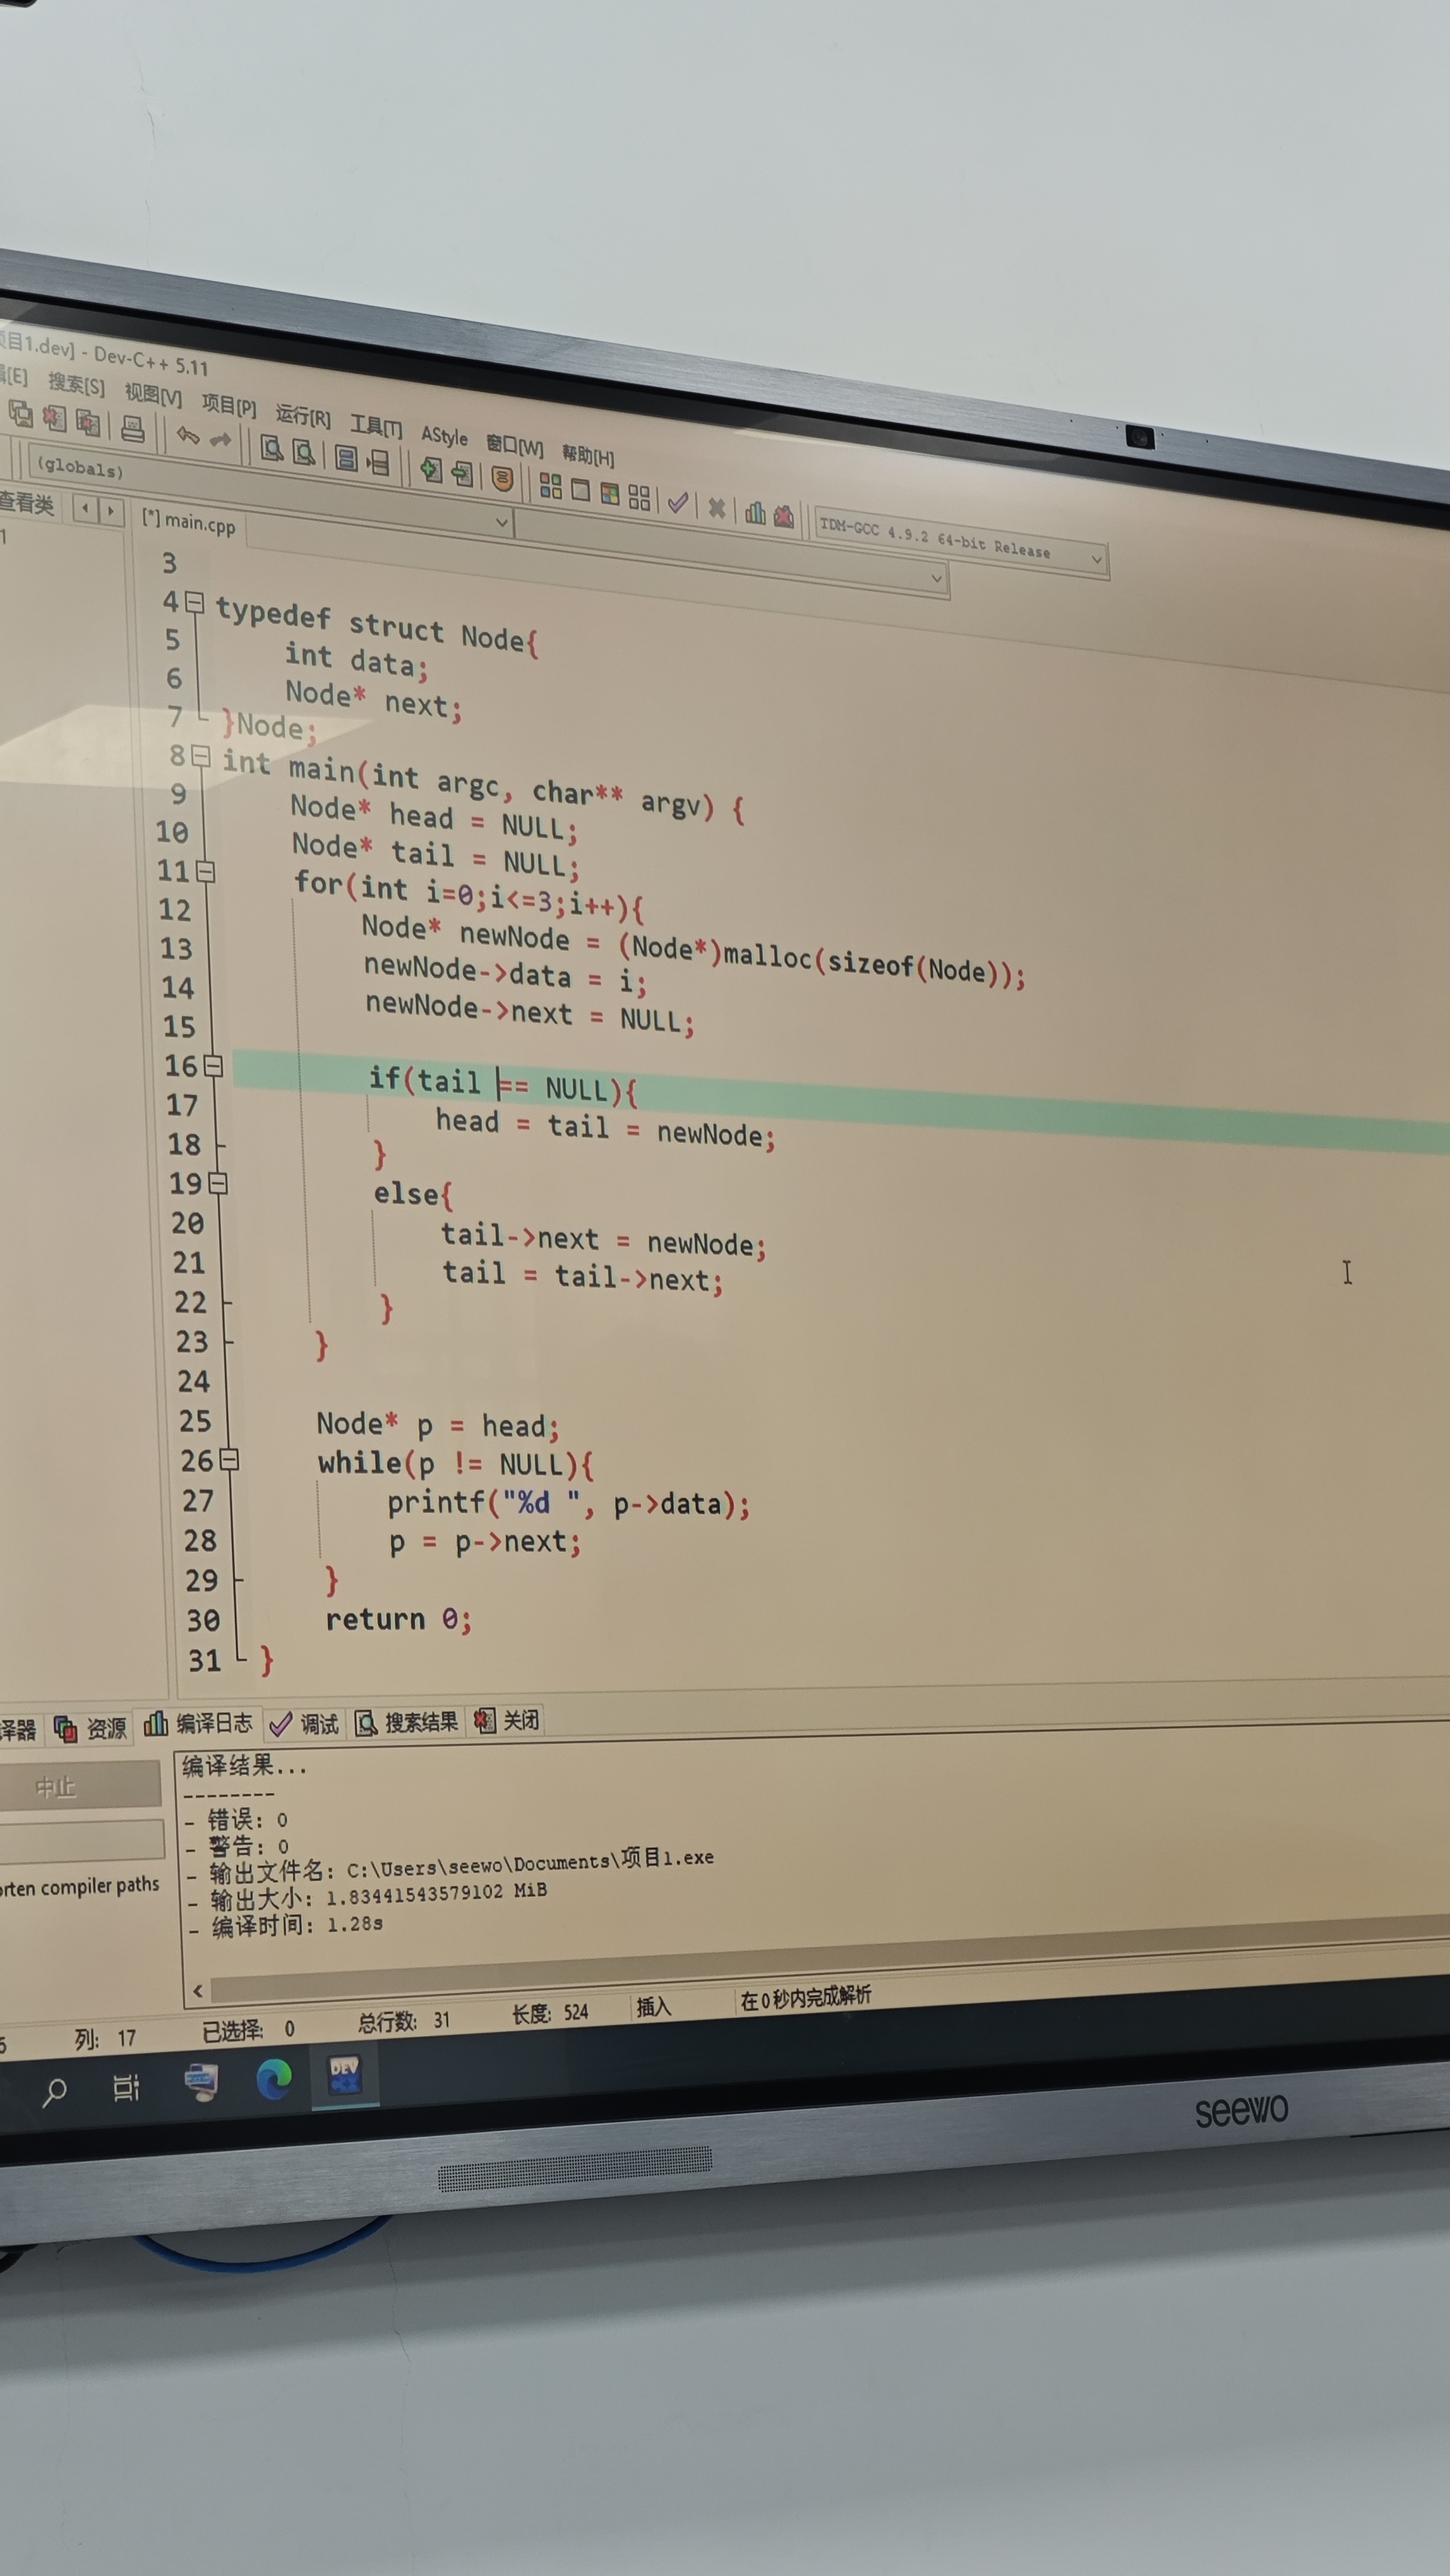 目1.dev] - Dev-C++ 5.11
[E] 搜索[S] 视图[V] 项目[P] 运行[R] 工具[T] AStyle 窗口[W] 帮助[H]
(globals)
TDM-GCC 4.9.2 64-bit Release
查看类
[*] main.cpp
1
3
4 typedef struct Node{
5 int data;
6 Node* next;
7 }Node;
8 int main(int argc, char** argv) {
9 Node* head = NULL;
10 Node* tail = NULL;
11 for(int i=0;i<=3;i++){
12 Node* newNode = (Node*)malloc(sizeof(Node));
13 newNode->data = i;
14 newNode->next = NULL;
15
16 if(tail == NULL){
17 head = tail = newNode;
18 }
19 else{
20 tail->next = newNode;
21 tail = tail->next;
22 }
23 }
24
25 Node* p = head;
26 while(p != NULL){
27 printf("%d ", p->data);
28 p = p->next;
29 }
30 return 0;
31 }
译器 资源 编译日志 调试 搜索结果 关闭
中止
orten compiler paths
编译结果...
--------
- 错误: 0
- 警告: 0
- 输出文件名: C:\Users\seewo\Documents\项目1.exe
- 输出大小: 1.83441543579102 MiB
- 编译时间: 1.28s
列: 17 已选择: 0 总行数: 31 长度: 524 插入 在 0 秒内完成解析
DEV
seewo